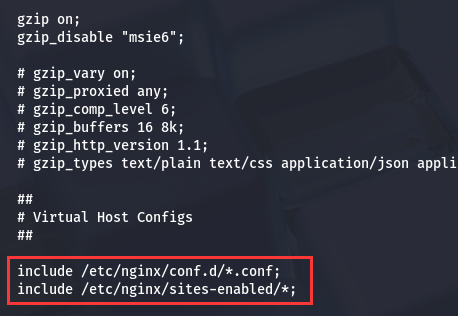 gzip on;
gzip_disable "msie6";
# gzip_vary on;
# gzip_proxied any;
# gzip_comp_level 6;
# gzip_buffers 16 8k;
# gzip_http_version 1.1;
# gzip_types text/plain text/css application/json appli
##
# Virtual Host Configs
##
include /etc/nginx/conf.d/*.conf;
include /etc/nginx/sites-enabled/*;